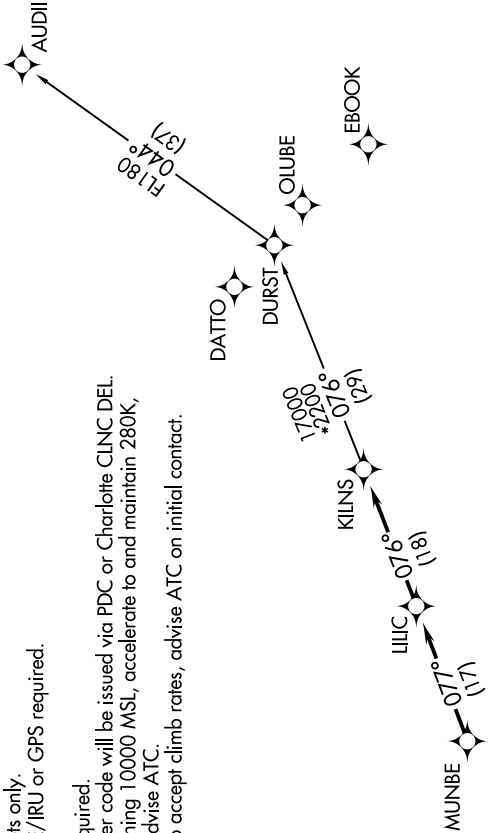 ts only.
E/IRU or GPS required.
quired.
er code will be issued via PDC or Charlotte CLNC DEL.
ning 10000 MSL, accelerate to and maintain 280K,
dvise ATC.
o accept climb rates, advise ATC on initial contact.
AUDII
FL180
044°
(37)
EBOOK
OLUBE
DURST
DATTO
17000
*2200
076°
(29)
KILNS
076°
(18)
LILIC
077°
(17)
MUNBE